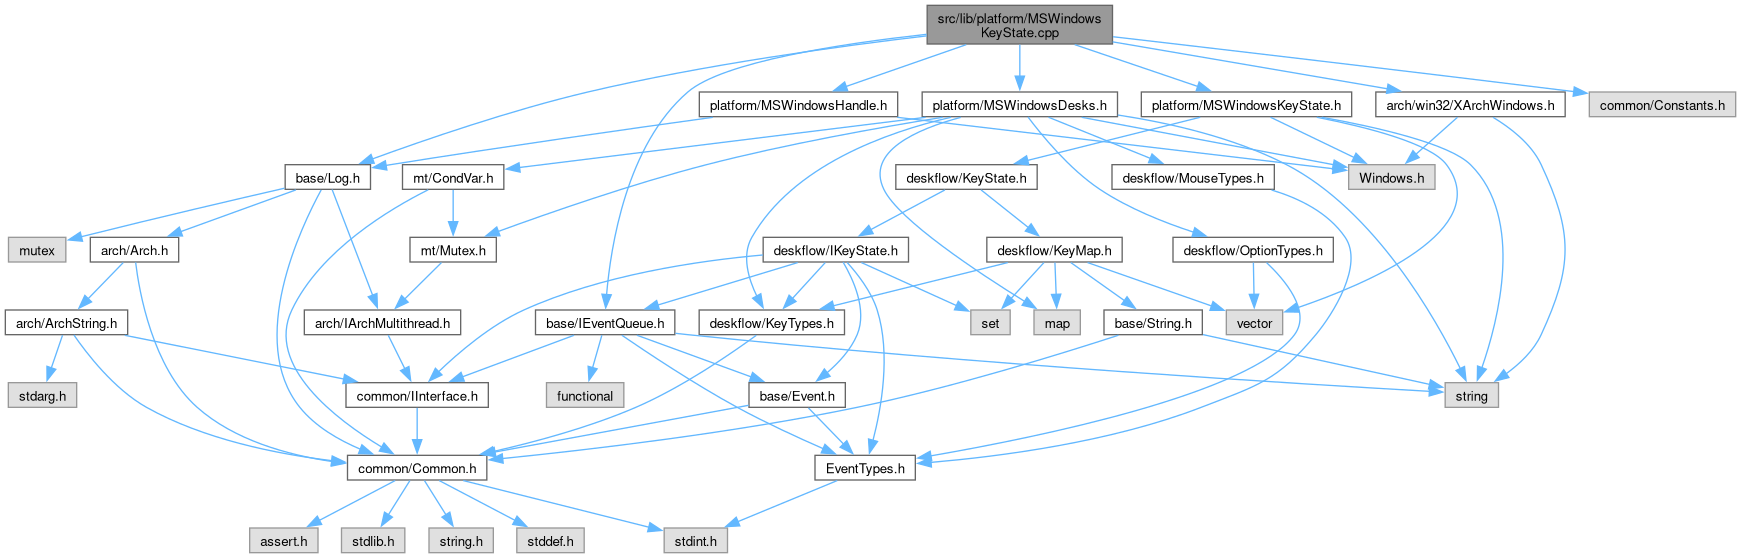 src/lib/platform/MSWindows
KeyState.cpp
platform/MSWindowsHandle.h
platform/MSWindowsDesks.h
platform/MSWindowsKeyState.h
arch/win32/XArchWindows.h
common/Constants.h
base/Log.h
mt/CondVar.h
deskflow/KeyState.h
deskflow/MouseTypes.h
Windows.h
mutex
arch/Arch.h
mt/Mutex.h
deskflow/IKeyState.h
deskflow/KeyMap.h
deskflow/OptionTypes.h
arch/ArchString.h
arch/IArchMultithread.h
base/IEventQueue.h
deskflow/KeyTypes.h
set
map
base/String.h
vector
stdarg.h
common/IInterface.h
functional
base/Event.h
string
common/Common.h
EventTypes.h
assert.h
stdlib.h
string.h
stddef.h
stdint.h